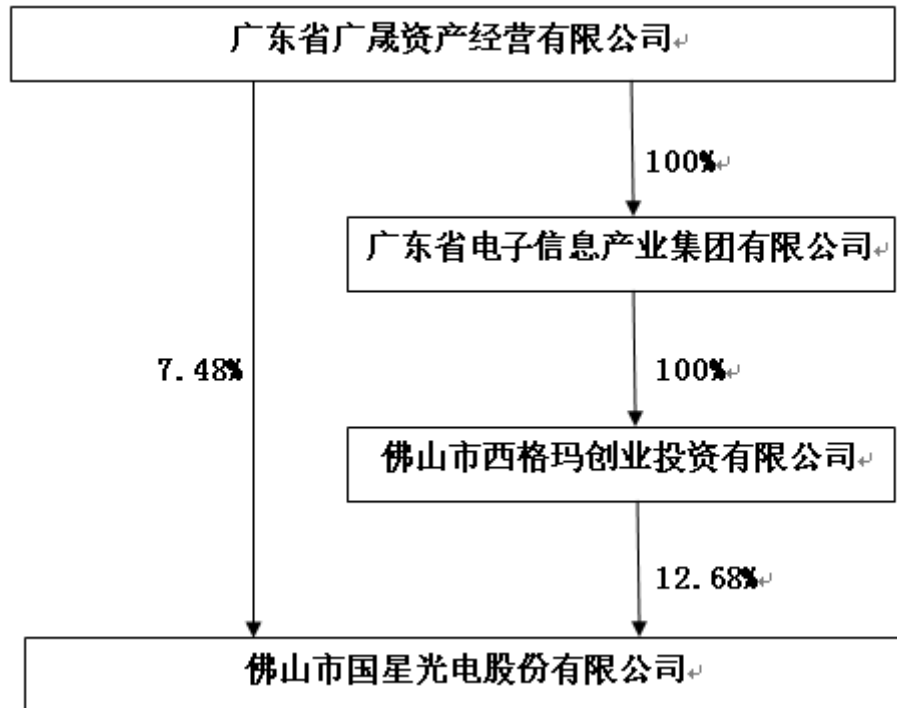 广东省广晟资产经营有限公司
100%
广东省电子信息产业集团有限公司
7.48%
100%
佛山市西格玛创业投资有限公司
12.68%
佛山市国星光电股份有限公司